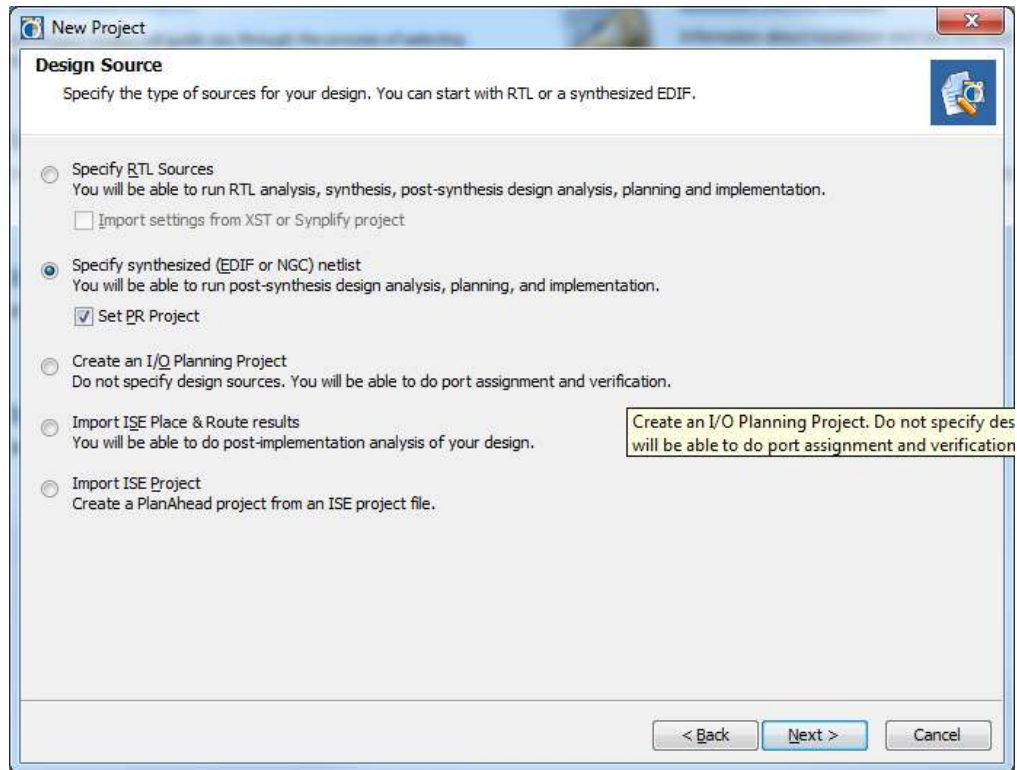 New Project
Design Source
Specify the type of sources for your design. You can start with RTL or a synthesized EDIF.
Specify RTL Sources
You will be able to run RTL analysis, synthesis, post-synthesis design analysis, planning and implementation.
Import settings from XST or Synplify project
Specify synthesized (EDIF or NGC) netlist
You will be able to run post-synthesis design analysis, planning, and implementation.
Set PR Project
Create an I/O Planning Project
Do not specify design sources. You will be able to do port assignment and verification.
Import ISE Place & Route results
You will be able to do post-implementation analysis of your design.
Create an I/O Planning Project. Do not specify des
will be able to do port assignment and verification
Import ISE Project
Create a PlanAhead project from an ISE project file.
< Back Next > Cancel